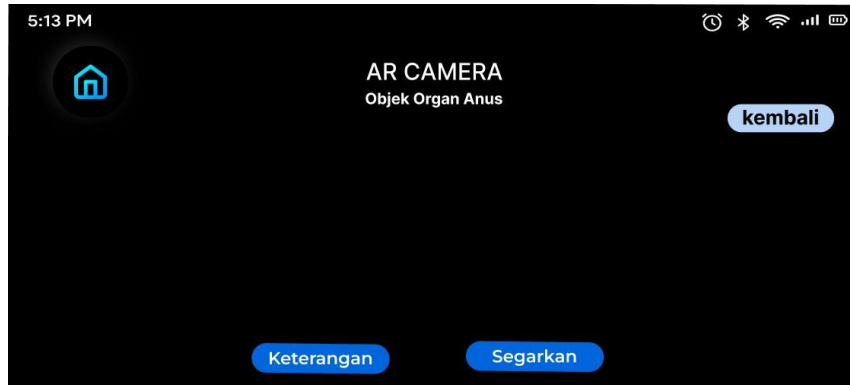 5:13 PM
AR CAMERA
Objek Organ Anus
kembali
Keterangan
Segarkan